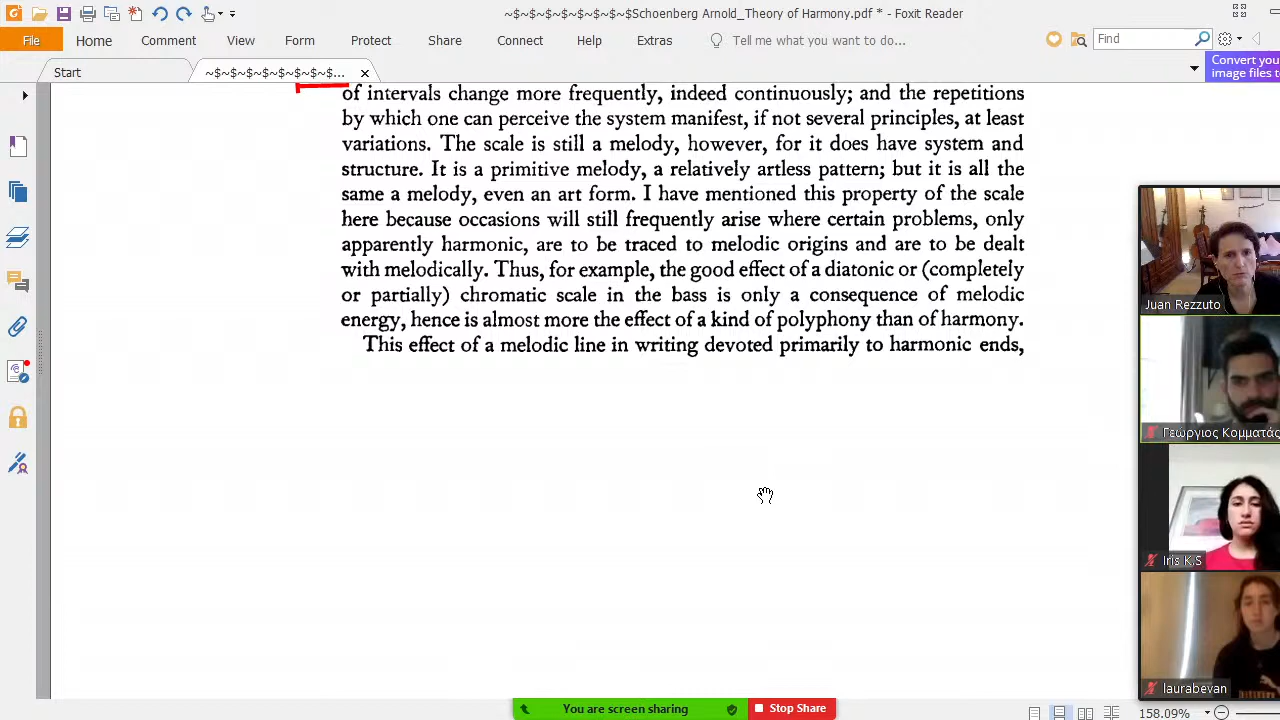 ~$~$~$~$~$~$~$~$Schoenberg Arnold_Theory of Harmony.pdf * - Foxit Reader
File Home Comment View Form Protect Share Connect Help Extras Tell me what you want to do... Find
Start ~$~$~$~$~$~$~$~$... Convert you
image files t
of intervals change more frequently, indeed continuously; and the repetitions
by which one can perceive the system manifest, if not several principles, at least
variations. The scale is still a melody, however, for it does have system and
structure. It is a primitive melody, a relatively artless pattern; but it is all the
same a melody, even an art form. I have mentioned this property of the scale
here because occasions will still frequently arise where certain problems, only
apparently harmonic, are to be traced to melodic origins and are to be dealt
with melodically. Thus, for example, the good effect of a diatonic or (completely
or partially) chromatic scale in the bass is only a consequence of melodic
energy, hence is almost more the effect of a kind of polyphony than of harmony.
This effect of a melodic line in writing devoted primarily to harmonic ends,
Juan Rezzuto
Γεώργιος Κομματάς
Iris K.S
laurabevan
You are screen sharing Stop Share
158.09%